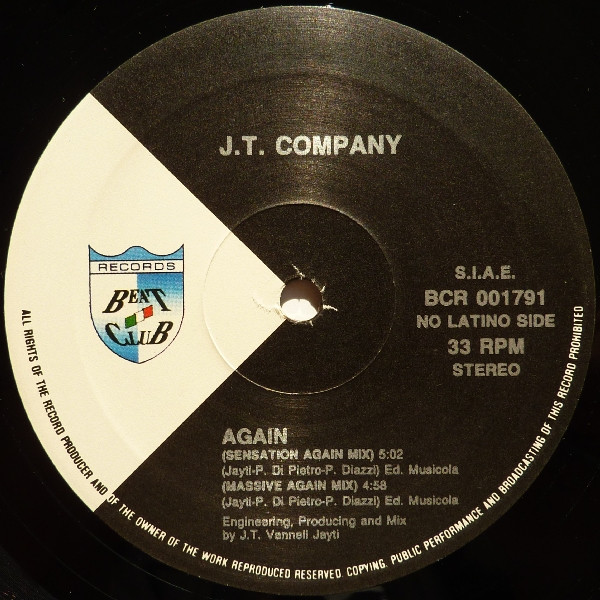 J.T. COMPANY
RECORDS
BEAT
CLUB
S.I.A.E.
BCR 001791
NO LATINO SIDE
33 RPM
STEREO
AGAIN
(SENSATION AGAIN MIX) 5:02
(Jayti-P. Di Pietro-P. Diazzi) Ed. Musicola
(MASSIVE AGAIN MIX) 4:58
(Jayti-P. Di Pietro-P. Diazzi) Ed. Musicola
Engineering, Producing and Mix
by J.T. Vannell Jayti
ALL RIGHTS OF THE RECORD PRODUCER AND OF THE OWNER OF THE WORK REPRODUCED RESERVED. COPYING, PUBLIC PERFORMANCE AND BROADCASTING OF THIS RECORD PROHIBITED